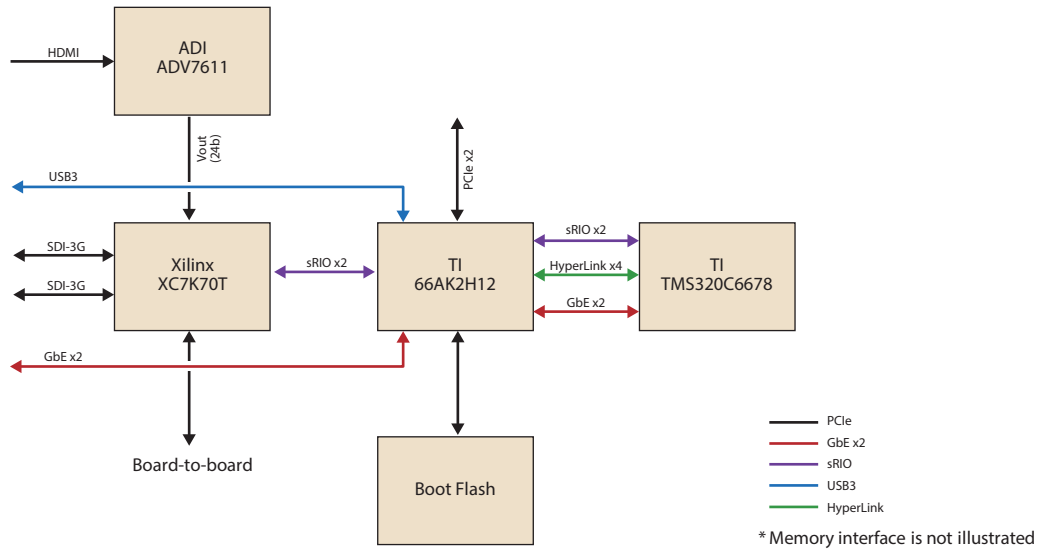 ADI
ADV7611
HDMI
Vout
(24b)
PCIe x2
USB3
SDI-3G
SDI-3G
Xilinx
XC7K70T
sRIO x2
TI
66AK2H12
sRIO x2
HyperLink x4
GbE x2
TI
TMS320C6678
GbE x2
Board-to-board
Boot Flash
PCIe
GbE x2
sRIO
USB3
HyperLink
* Memory interface is not illustrated